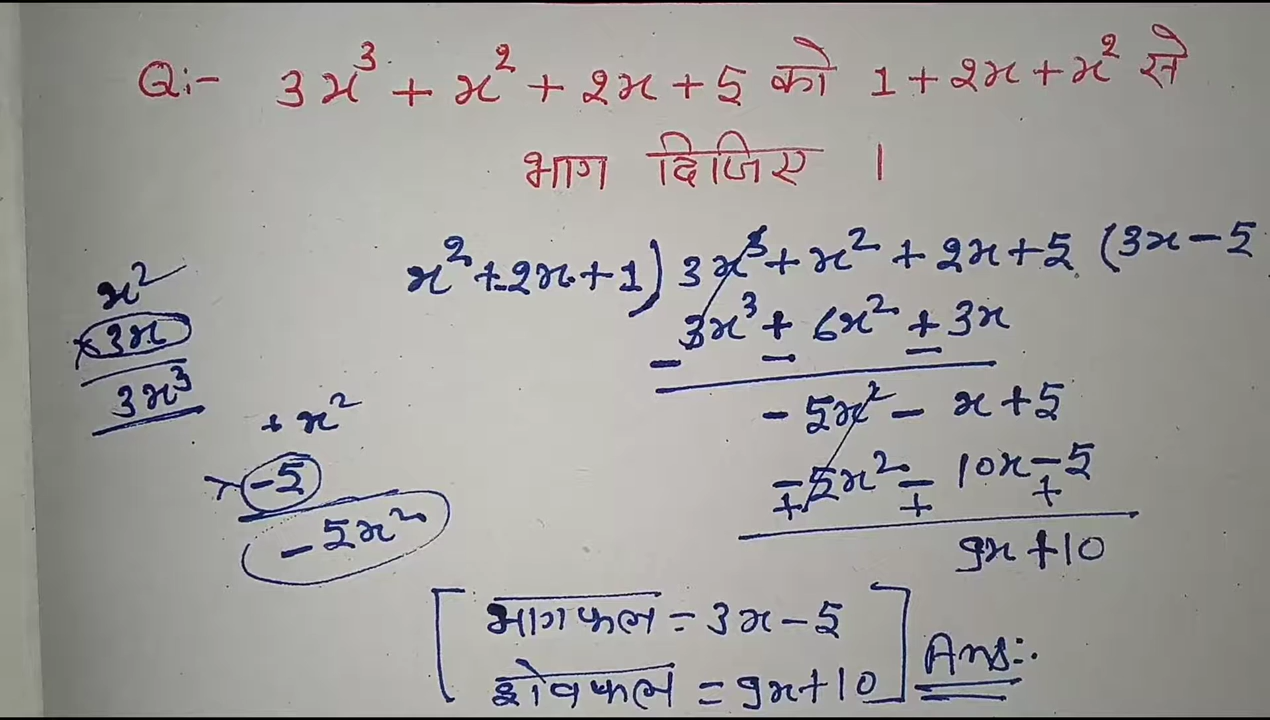 Q:- 3x³ + x² + 2x + 5 को 1 + 2x + x² से
भाग दिजिए ।
x² + 2x + 1 ) 3x³ + x² + 2x + 5 ( 3x - 5
3x³ + 6x² + 3x
- - -
- 5x² - x + 5
- 5x² - 10x - 5
+ + +
9x + 10
x²
× 3x
3x³
+ x²
× -5
- 5x²
[ भागफल = 3x - 5
शेषफल = 9x + 10 ] Ans:-